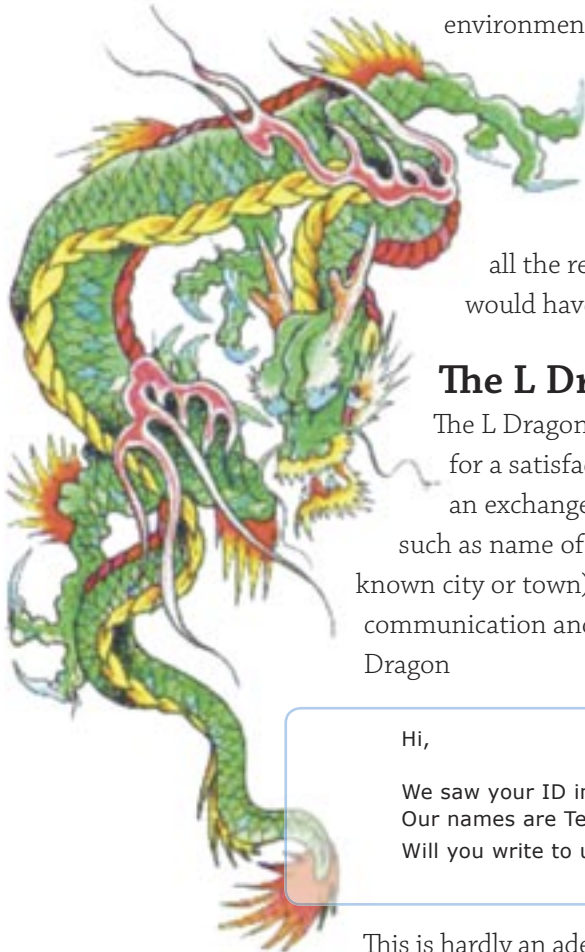 environmen
all the re
would hav
The L Dr
The L Dragon
for a satisfa
an exchange
such as name of
known city or town)
communication and
Dragon
Hi,
We saw your ID i
Our names are Te
Will you write to u
This is hardly an ade